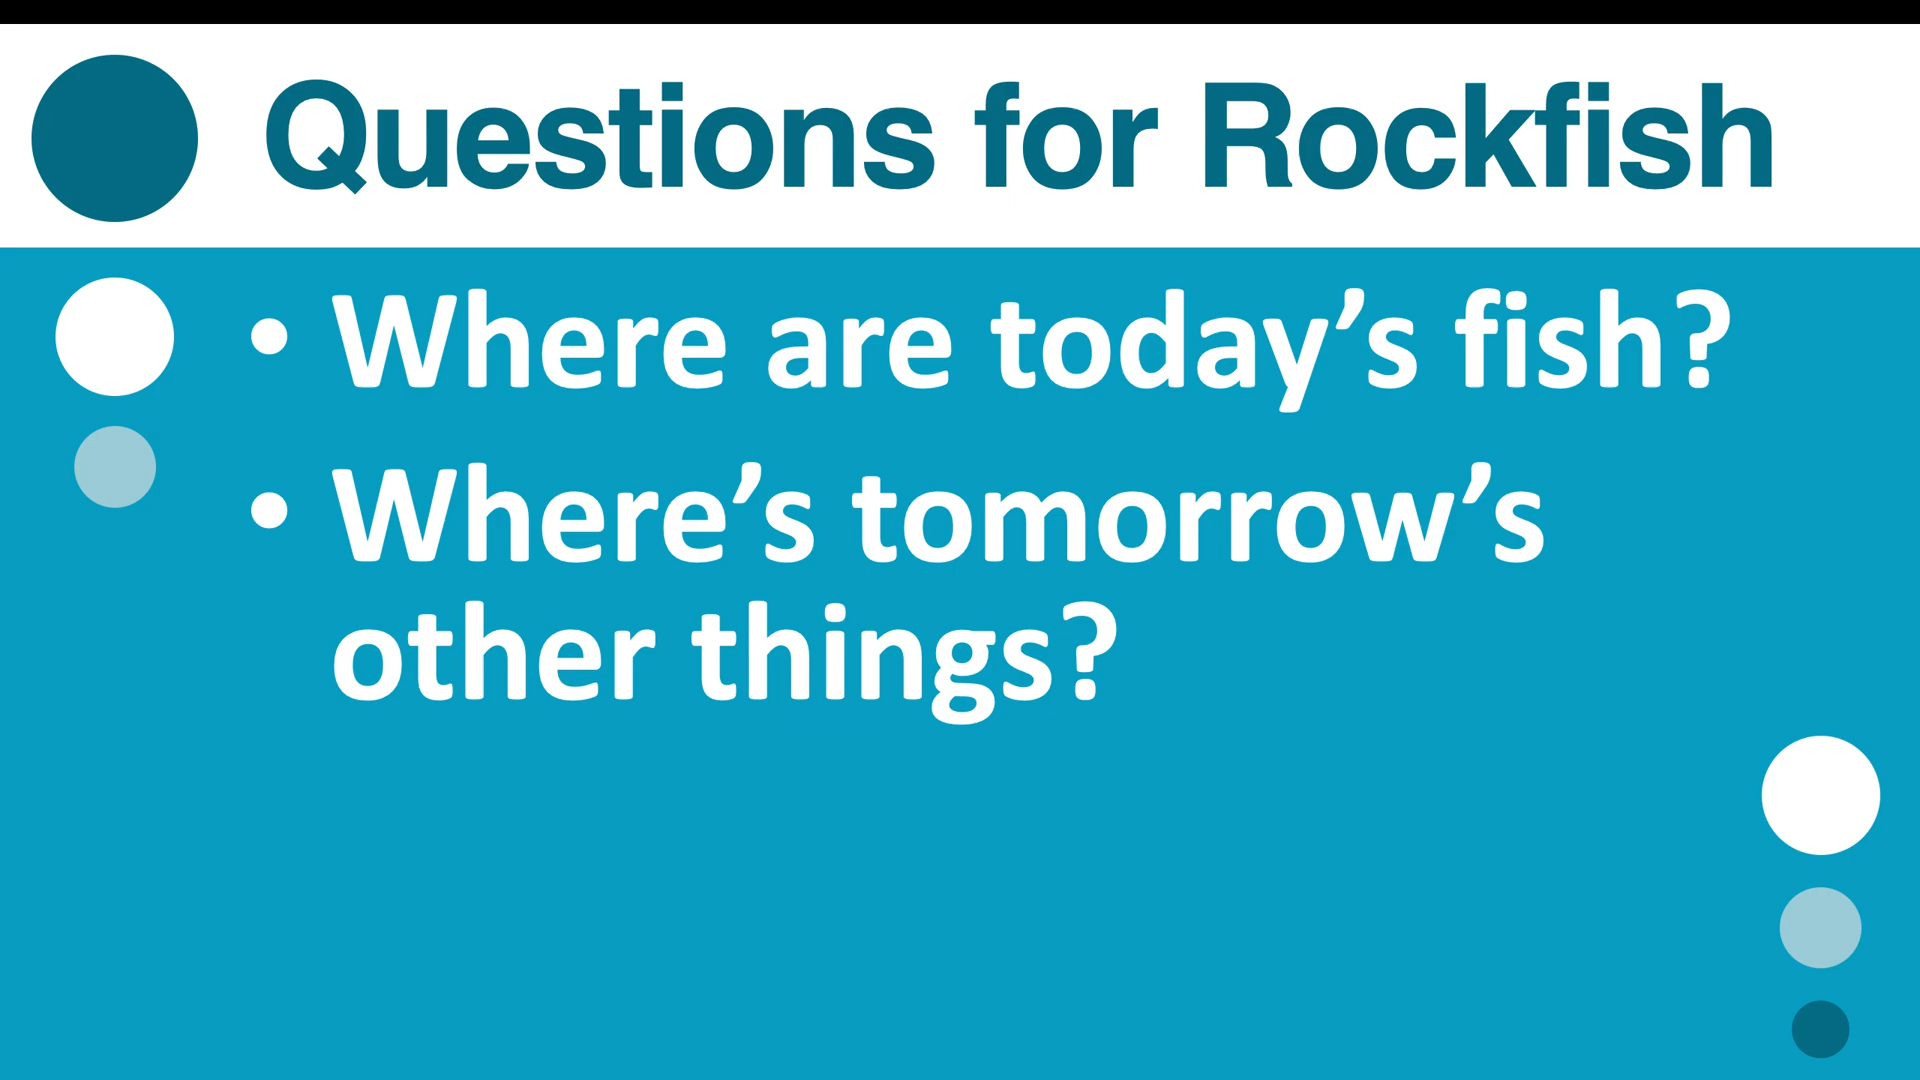 Questions for Rockfish
• Where are today’s fish?
• Where’s tomorrow’s
other things?